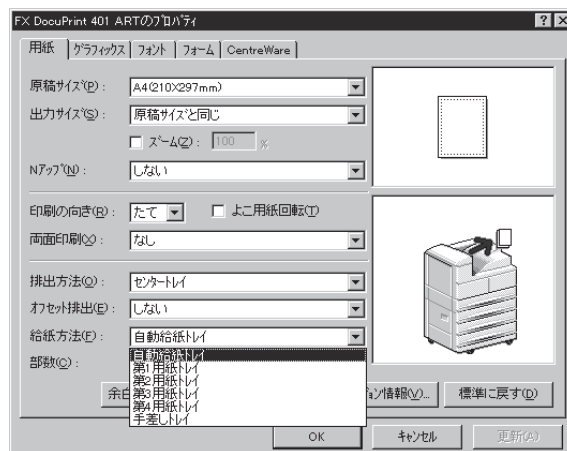 FX DocuPrint 401 ARTのプロパティ
用紙 グラフィックス フォント フォーム CentreWare
原稿サイズ(P): A4(210×297mm)
出力サイズ(S): 原稿サイズと同じ
ズーム(Z): 100 %
Nアップ(N): しない
印刷の向き(R): たて よこ用紙回転(T)
両面印刷(X): なし
排出方法(O): センタートレイ
オフセット排出(E): しない
給紙方法(F): 自動給紙トレイ
自動給紙トレイ
部数(C):
第1用紙トレイ
第2用紙トレイ
第3用紙トレイ
第4用紙トレイ
手差しトレイ
余白 ョン情報(V)... 標準に戻す(D)
OK キャンセル 更新(A)